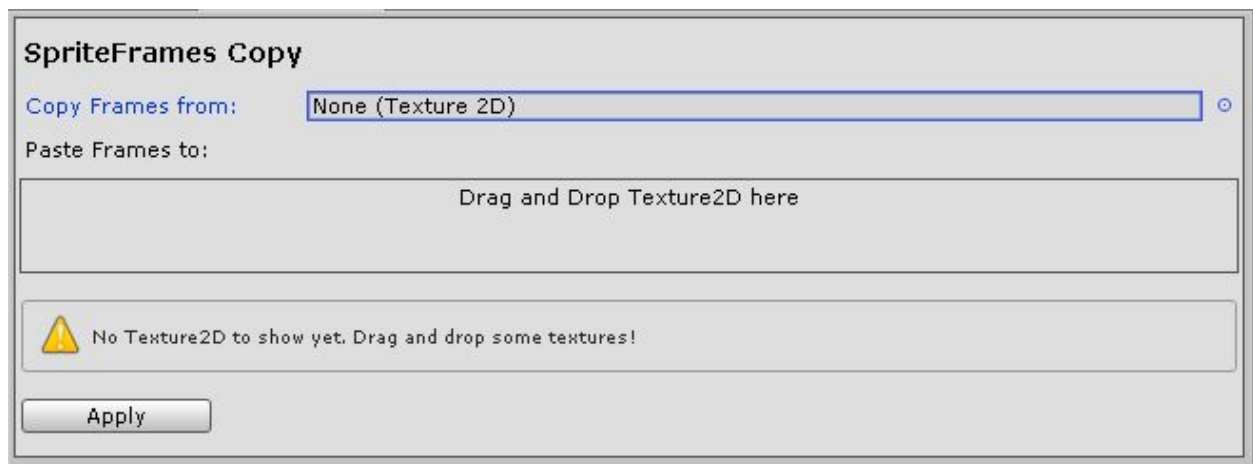 SpriteFrames Copy
Copy Frames from: None (Texture 2D)
Paste Frames to:
Drag and Drop Texture2D here
No Texture2D to show yet. Drag and drop some textures!
Apply